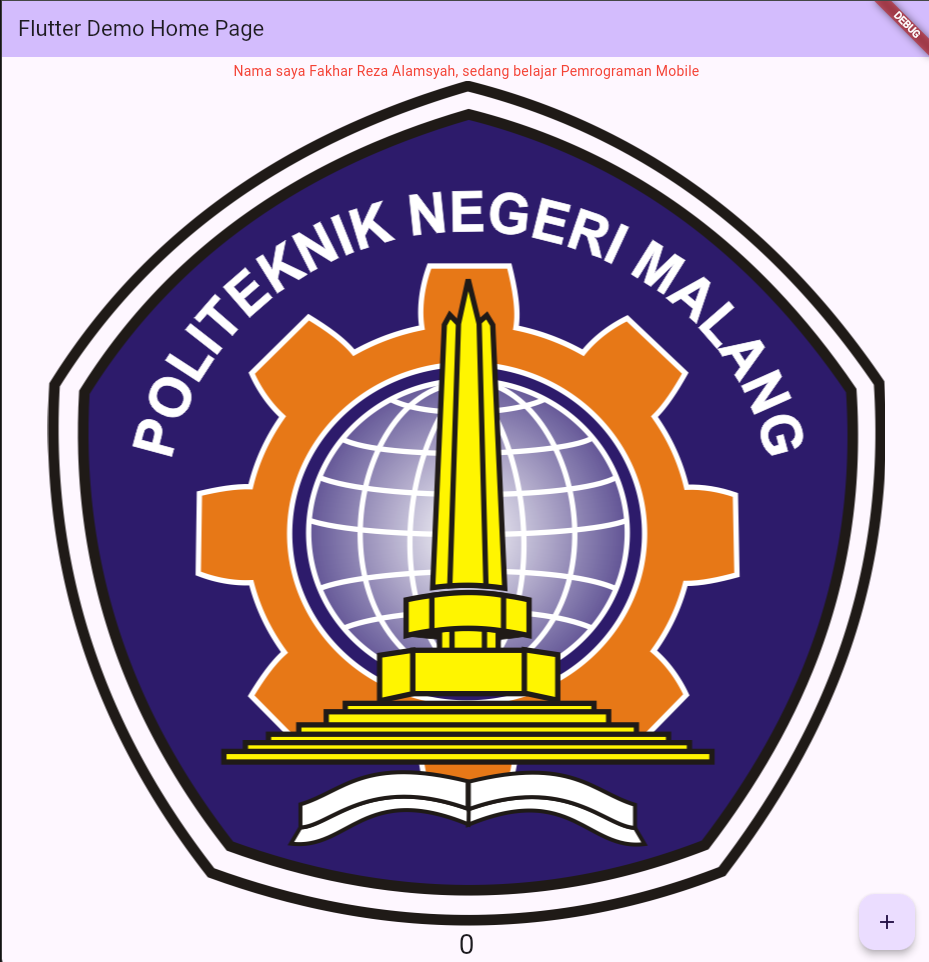 Flutter Demo Home Page
DEBUG
Nama saya Fakhar Reza Alamsyah, sedang belajar Pemrograman Mobile
POLITEKNIK NEGERI MALANG
0
+